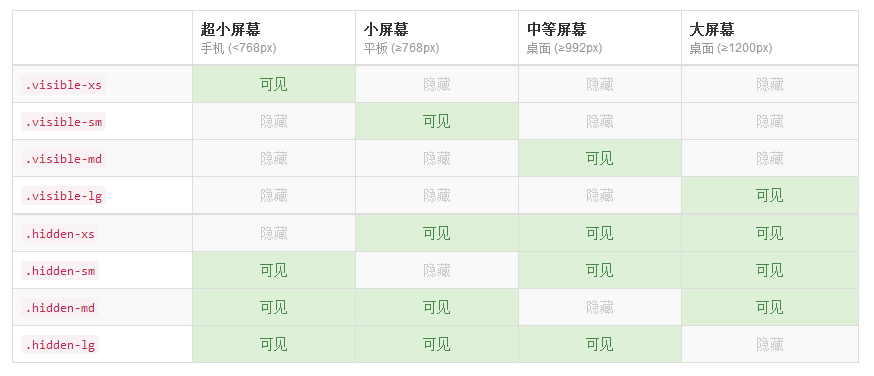 超小屏幕 小屏幕 中等屏幕 大屏幕
手机 (<768px) 平板 (≥768px) 桌面 (≥992px) 桌面 (≥1200px)
.visible-xs 可见 隐藏 隐藏 隐藏
.visible-sm 隐藏 可见 隐藏 隐藏
.visible-md 隐藏 隐藏 可见 隐藏
.visible-lg 隐藏 隐藏 隐藏 可见
.hidden-xs 隐藏 可见 可见 可见
.hidden-sm 可见 隐藏 可见 可见
.hidden-md 可见 可见 隐藏 可见
.hidden-lg 可见 可见 可见 隐藏